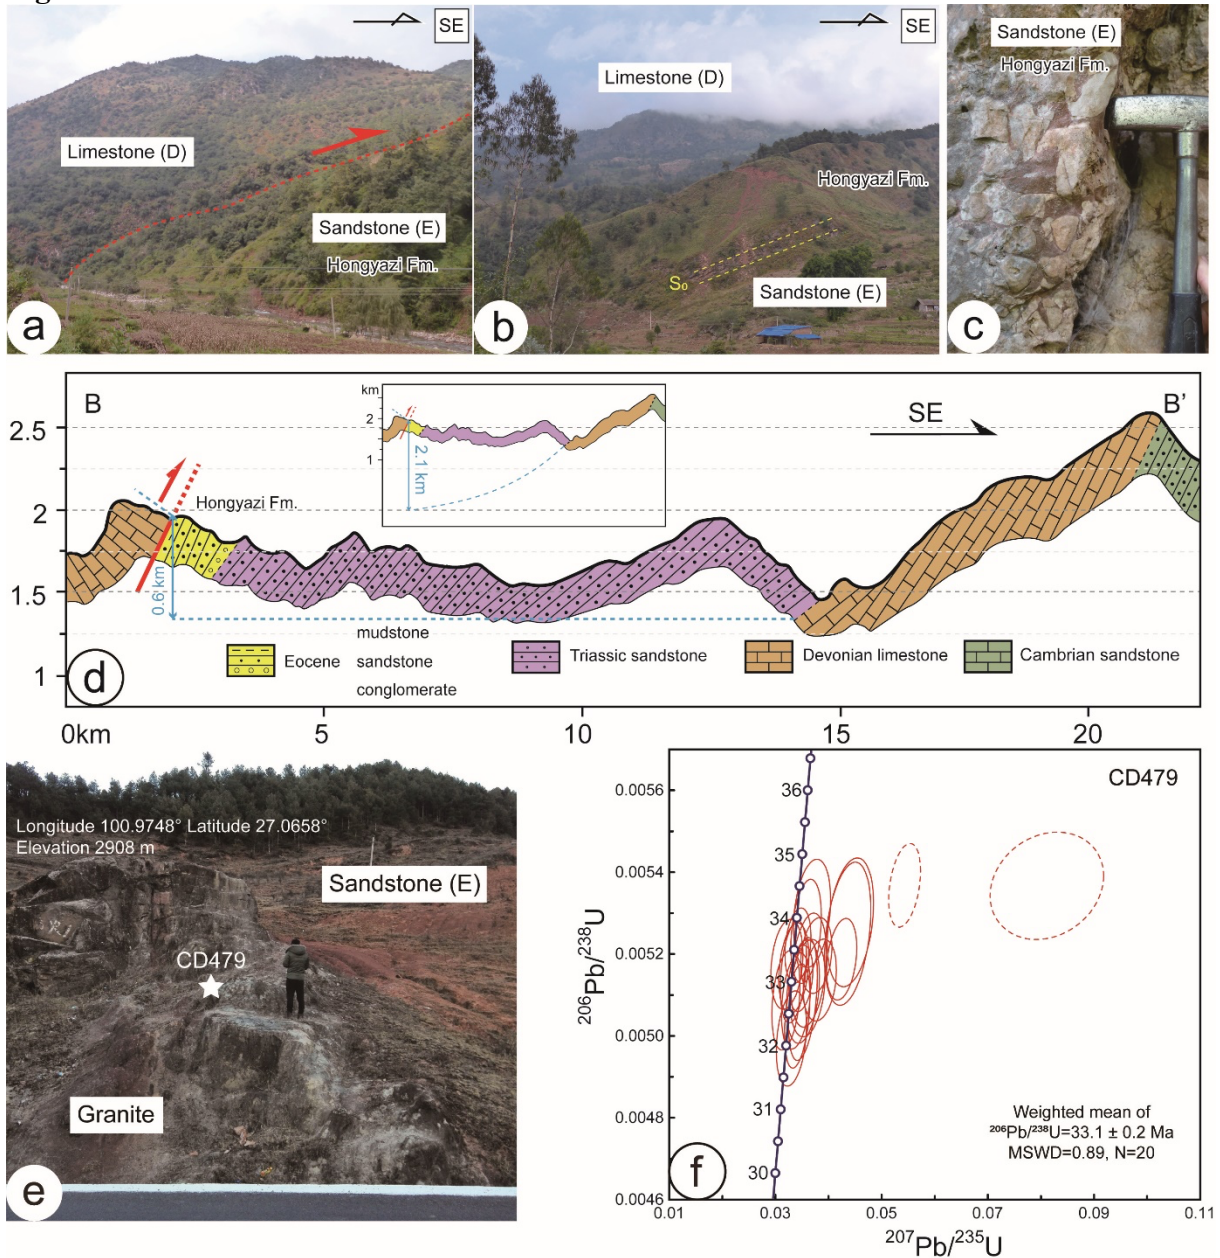 SE
Limestone (D)
Sandstone (E)
Hongyazi Fm.
a
SE
Limestone (D)
Hongyazi Fm.
S₀
Sandstone (E)
b
Sandstone (E)
Hongyazi Fm.
c
B
B'
SE
km
2
1
2.1 km
2.5
2
1.5
1
Hongyazi Fm.
0.6 km
mudstone
Eocene sandstone
conglomerate
Triassic sandstone
Devonian limestone
Cambrian sandstone
d
0km
5
10
15
20
Longitude 100.9748° Latitude 27.0658°
Elevation 2908 m
Sandstone (E)
CD479
Granite
e
CD479
0.0056
0.0054
0.0052
0.0050
0.0048
0.0046
²⁰⁶Pb/²³⁸U
36
35
34
33
32
31
30
Weighted mean of
²⁰⁶Pb/²³⁸U=33.1 ± 0.2 Ma
MSWD=0.89, N=20
f
0.01
0.03
0.05
0.07
0.09
0.11
²⁰⁷Pb/²³⁵U